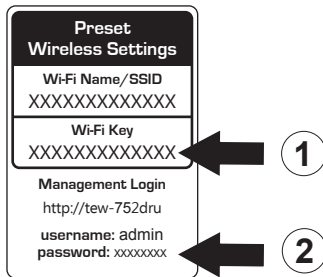 Preset
Wireless Settings
Wi-Fi Name/SSID
XXXXXXXXXXXXX
Wi-Fi Key
XXXXXXXXXXXXX
1
Management Login
http://tew-752dru
username: admin
password: xxxxxxxx
2